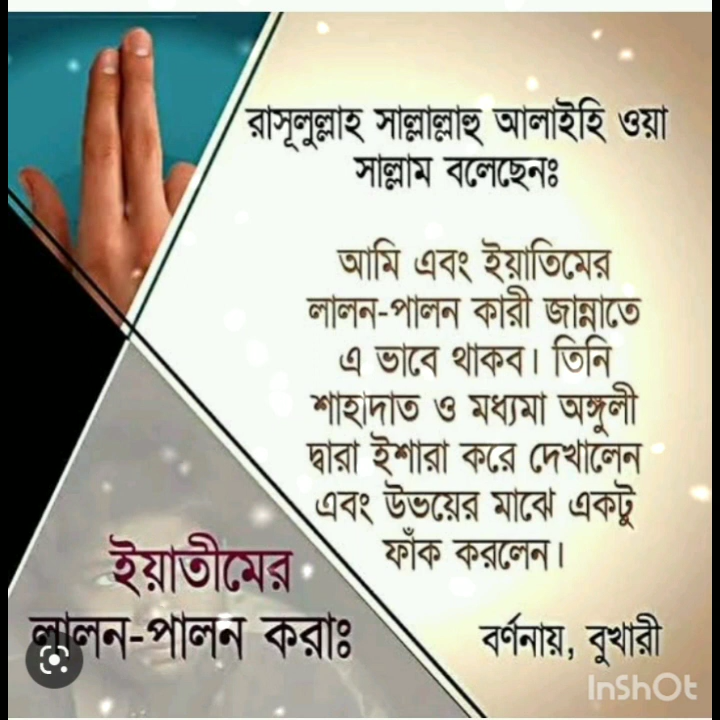 রাসূলুল্লাহ সাল্লাল্লাহু আলাইহি ওয়া
সাল্লাম বলেছেনঃ
আমি এবং ইয়াতিমের
লালন-পালন কারী জান্নাতে
এ ভাবে থাকব। তিনি
শাহাদাত ও মধ্যমা অঙ্গুলী
দ্বারা ইশারা করে দেখালেন
এবং উভয়ের মাঝে একটু
ফাঁক করলেন।
ইয়াতীমের
লালন-পালন করাঃ
বর্ণনায়, বুখারী
InShOt